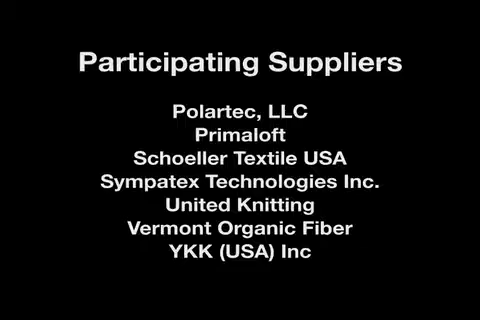 Participating Suppliers
Polartec, LLC
Primaloft
Schoeller Textile USA
Sympatex Technologies Inc.
United Knitting
Vermont Organic Fiber
YKK (USA) Inc